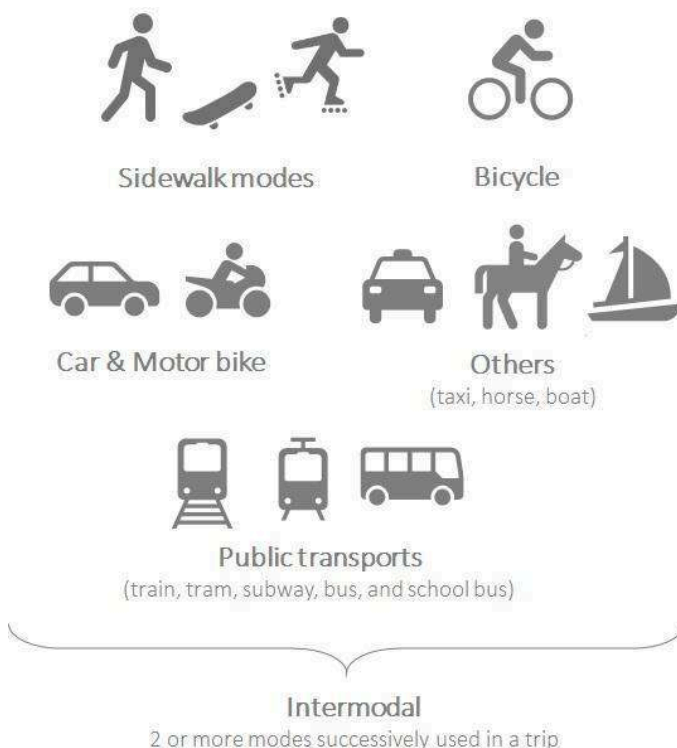 Sidewalk modes
Bicycle
Car & Motor bike
Others
(taxi, horse, boat)
Public transports
(train, tram, subway, bus, and school bus)
Intermodal
2 or more modes successively used in a trip